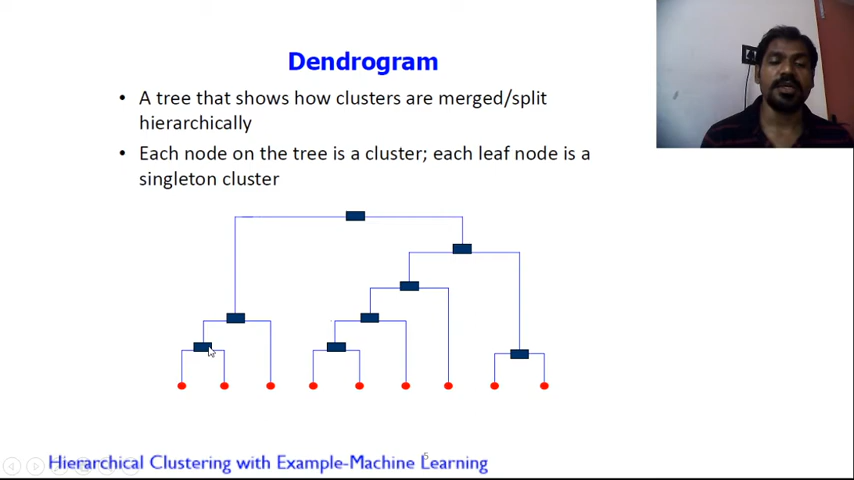 Dendrogram
• A tree that shows how clusters are merged/split
hierarchically
• Each node on the tree is a cluster; each leaf node is a
singleton cluster
5
Hierarchical Clustering with Example-Machine Learning